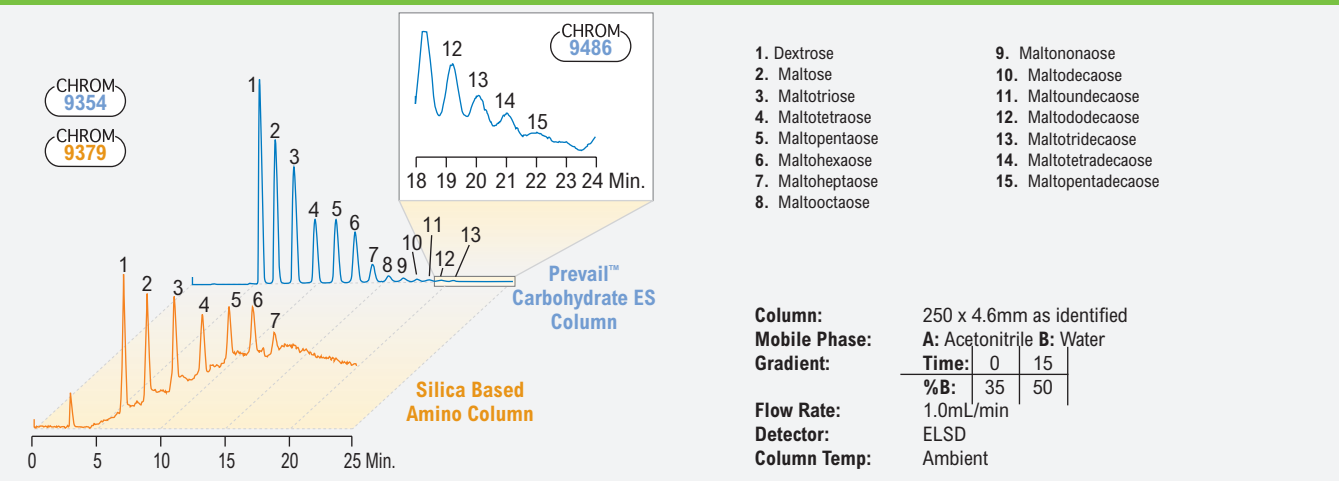 CHROM
9354
CHROM
9379
CHROM
9486
12
13
14
15
18 19 20 21 22 23 24 Min.
1
2
3
4
5
6
7
8
9
10
11
12
13
Prevail™
Carbohydrate ES
Column
1
2
3
4
5
6
7
Silica Based
Amino Column
0 5 10 15 20 25 Min.
1. Dextrose
2. Maltose
3. Maltotriose
4. Maltotetraose
5. Maltopentaose
6. Maltohexaose
7. Maltoheptaose
8. Maltooctaose
9. Maltononaose
10. Maltodecaose
11. Maltoundecaose
12. Maltododecaose
13. Maltotridecaose
14. Maltotetradecaose
15. Maltopentadecaose
Column: 250 x 4.6mm as identified
Mobile Phase: A: Acetonitrile B: Water
Gradient: Time: 0 15
%B: 35 50
Flow Rate: 1.0mL/min
Detector: ELSD
Column Temp: Ambient